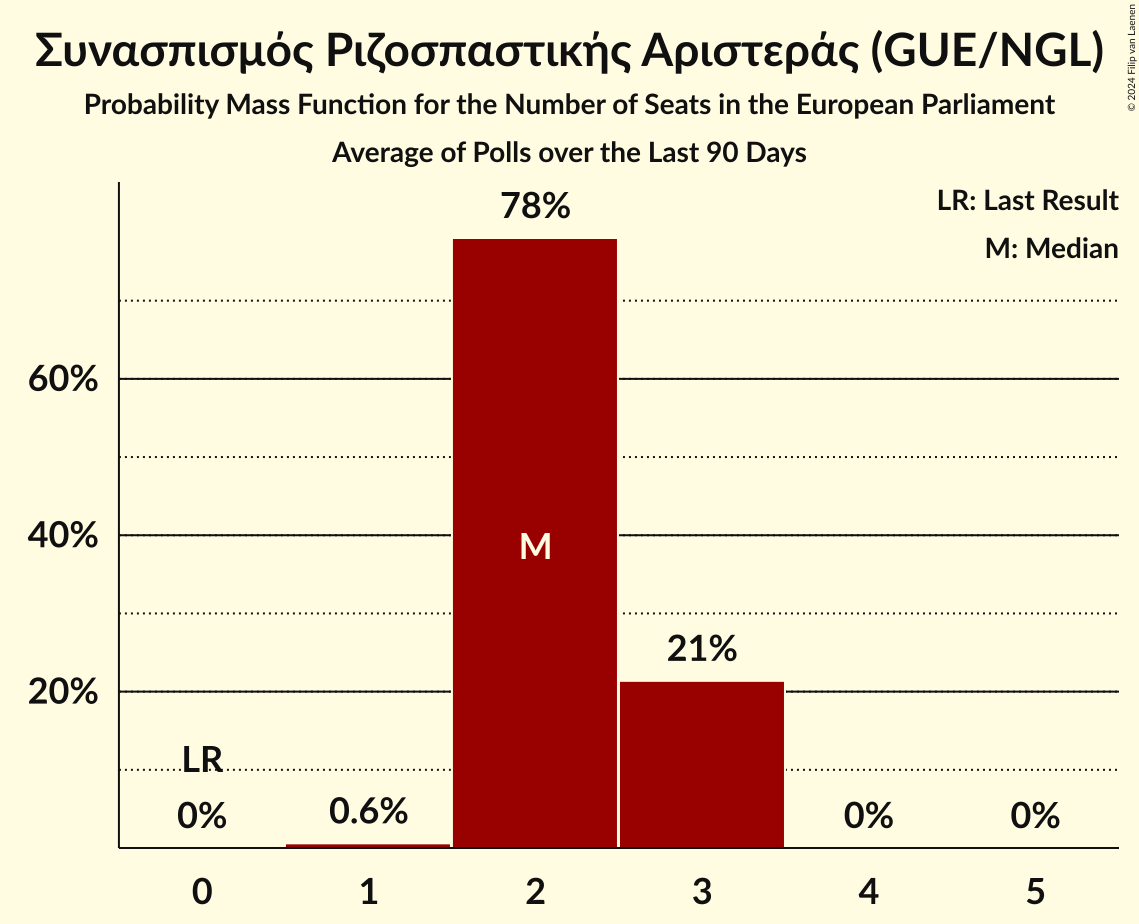 Συνασπισμός Ριζοσπαστικής Αριστεράς (GUE/NGL)
Probability Mass Function for the Number of Seats in the European Parliament
Average of Polls over the Last 90 Days
© 2024 Filip van Laenen
LR: Last Result
M: Median
78%
60%
40%
M
21%
20%
LR
0%
0.6%
0%
0%
0 1 2 3 4 5